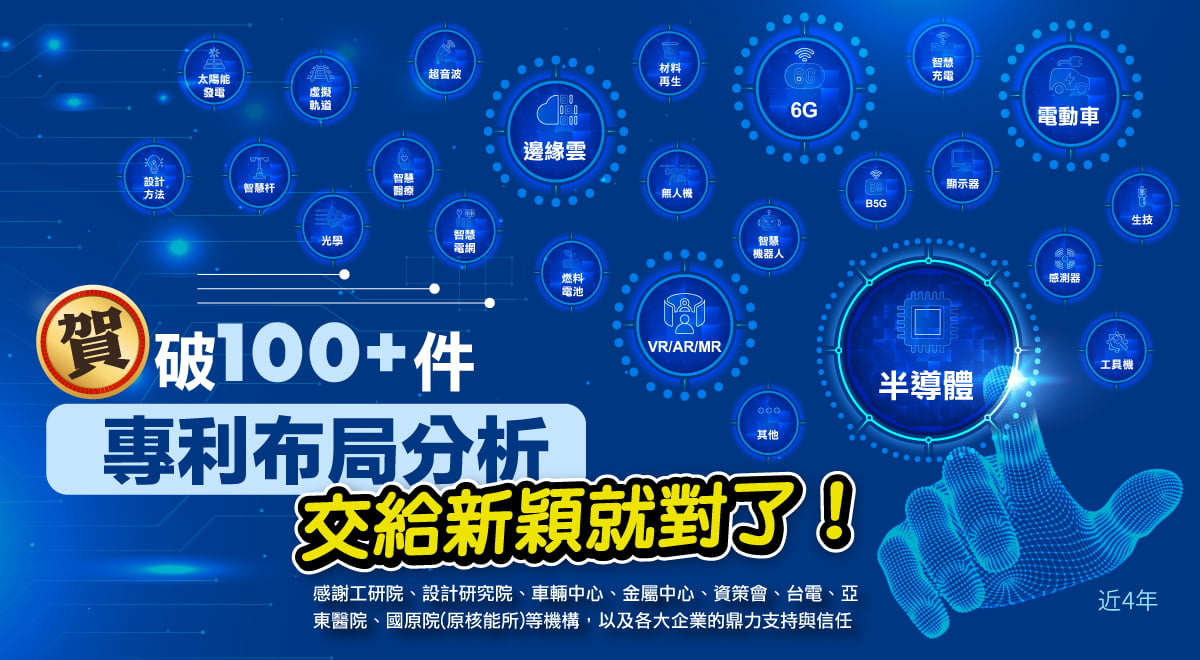 太陽能
發電
虛擬
軌道
超音波
邊緣雲
材料
再生
6G
6G
智慧
充電
電動車
設計
方法
智慧杆
智慧
醫療
無人機
B5G
顯示器
生技
光學
智慧
電網
智慧
機器人
燃料
電池
感測器
VR/AR/MR
半導體
工具機
其他
賀
破100+件
專利布局分析
交給新穎就對了！
感謝工研院、設計研究院、車輛中心、金屬中心、資策會、台電、亞
東醫院、國原院(原核能所)等機構，以及各大企業的鼎力支持與信任
近4年